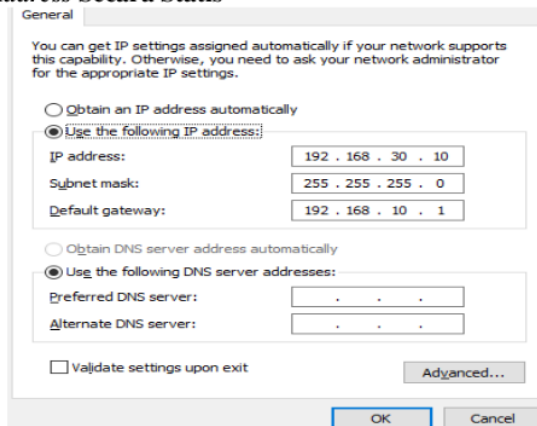 General
You can get IP settings assigned automatically if your network supports
this capability. Otherwise, you need to ask your network administrator
for the appropriate IP settings.
Obtain an IP address automatically
Use the following IP address:
IP address: 192 . 168 . 30 . 10
Subnet mask: 255 . 255 . 255 . 0
Default gateway: 192 . 168 . 10 . 1
Obtain DNS server address automatically
Use the following DNS server addresses:
Preferred DNS server: . . .
Alternate DNS server: . . .
Validate settings upon exit
Advanced...
OK Cancel